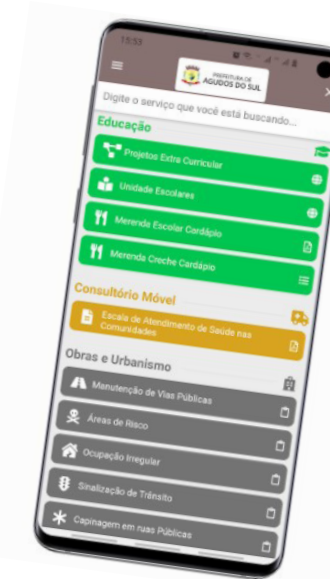 15:53
PREFEITURA DE
AGUDOS DO SUL
Digite o serviço que você está buscando...
Educação
Projetos Extra Curricular
Unidade Escolares
Merenda Escolar Cardápio
Merenda Creche Cardápio
Consultório Móvel
Escala de Atendimento de Saúde nas
Comunidades
Obras e Urbanismo
Manutenção de Vias Públicas
Áreas de Risco
Ocupação Irregular
Sinalização de Trânsito
Capinagem em ruas Públicas